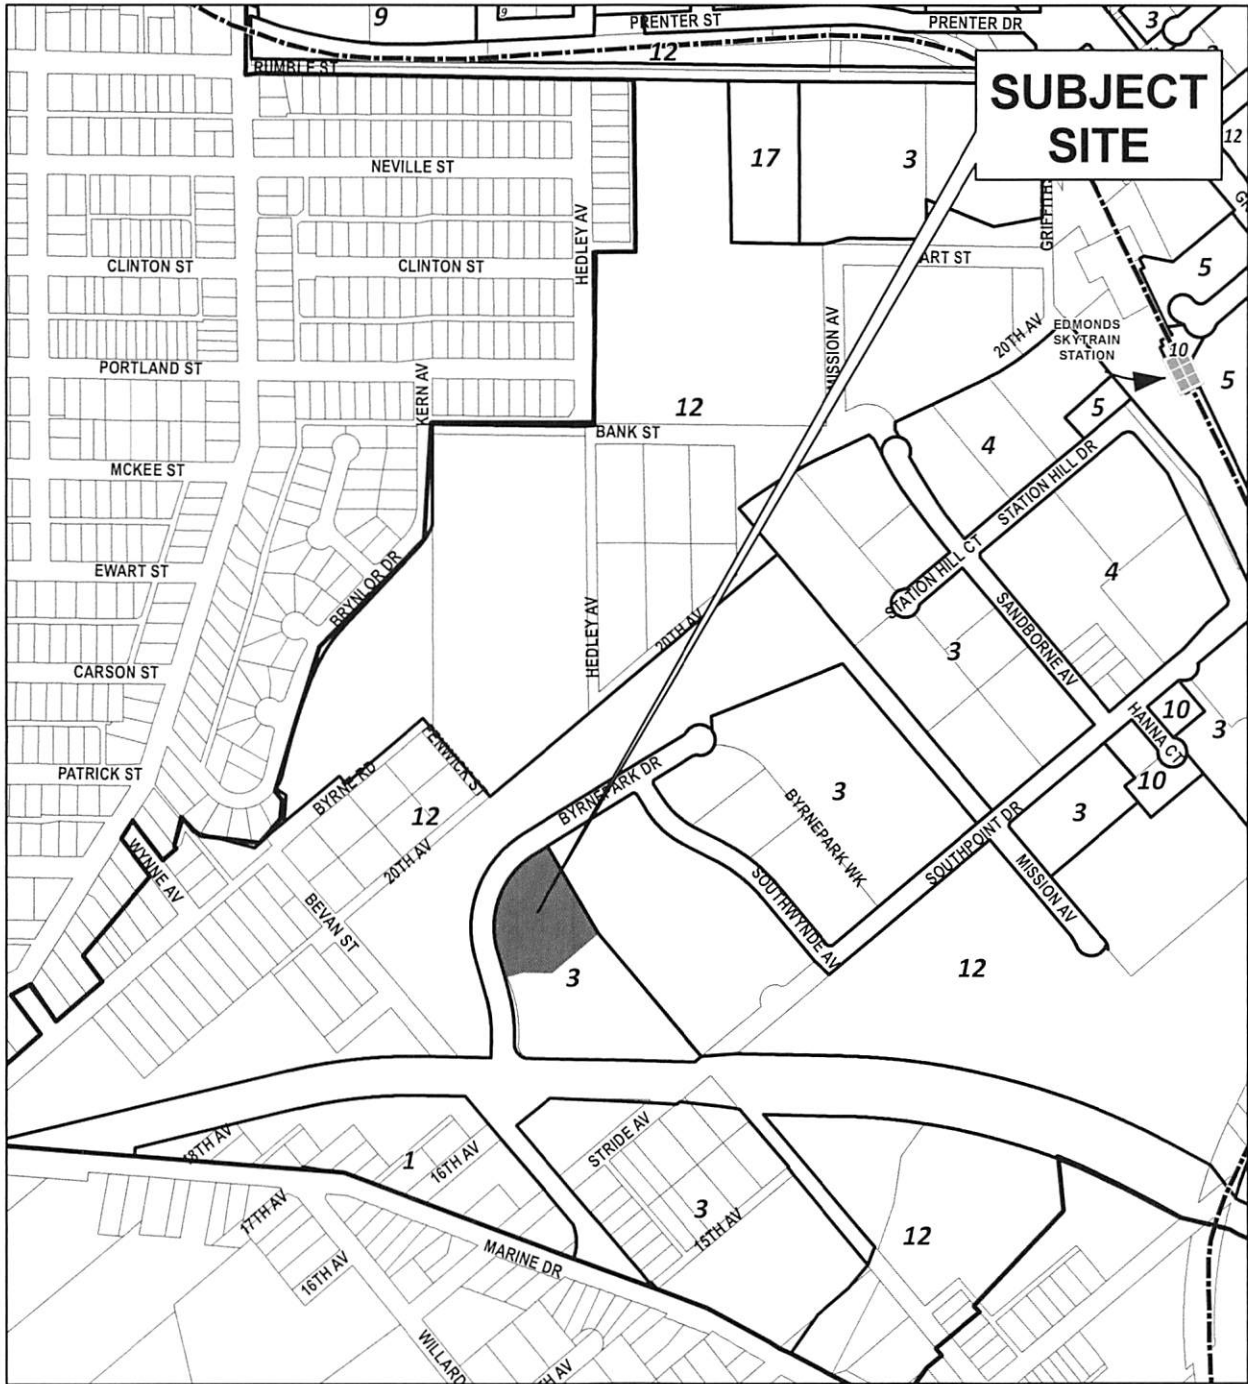 9
9
PRENTER ST
PRENTER DR
3
12
RUMBLE ST
SUBJECT
SITE
12
17
3
NEVILLE ST
HEDLEY AV
CLINTON ST
CLINTON ST
ART ST
5
MISSION AV
20TH AV
EDMONDS
SKYTRAIN
STATION
10
5
PORTLAND ST
KERN AV
12
BANK ST
5
4
STATION HILL DR
MCKEE ST
EWART ST
BRYNLOR DR
STATION HILL CT
4
SANDBORNE AV
HEDLEY AV
20TH AV
3
CARSON ST
10
HANNA CT
3
PATRICK ST
BYRNE RD
FENWICK S
BYRNEPARK DR
3
10
BYRNEPARK WK
SOUTHPOINT DR
3
12
20TH AV
WYNNE AV
BEVAN ST
SOUTHWYNDE AV
MISSION AV
3
12
18TH AV
1
16TH AV
STRIDE AV
3
15TH AV
17TH AV
12
16TH AV
MARINE DR
WILLARD
TH AV